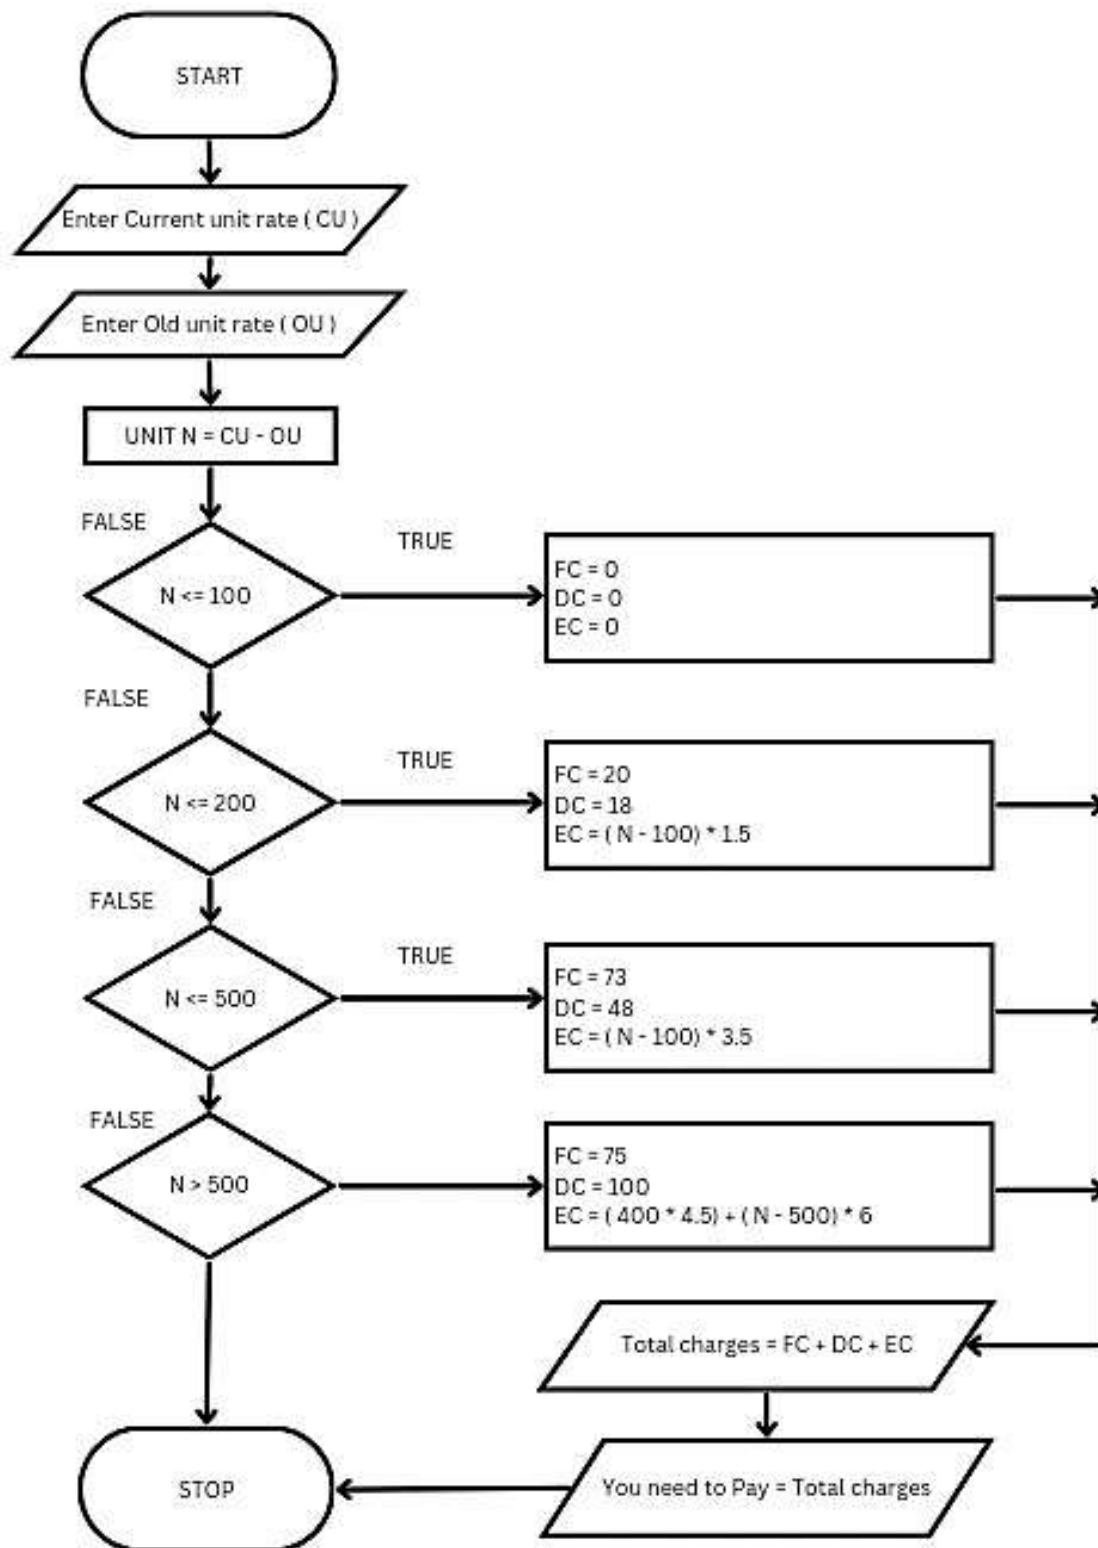 START
Enter Current unit rate ( CU )
Enter Old unit rate ( OU )
UNIT N = CU - OU
FALSE
N <= 100
TRUE
FC = 0
DC = 0
EC = 0
FALSE
N <= 200
TRUE
FC = 20
DC = 18
EC = ( N - 100) * 1.5
FALSE
N <= 500
TRUE
FC = 73
DC = 48
EC = ( N - 100) * 3.5
FALSE
N > 500
FC = 75
DC = 100
EC = ( 400 * 4.5) + ( N - 500) * 6
Total charges = FC + DC + EC
You need to Pay = Total charges
STOP